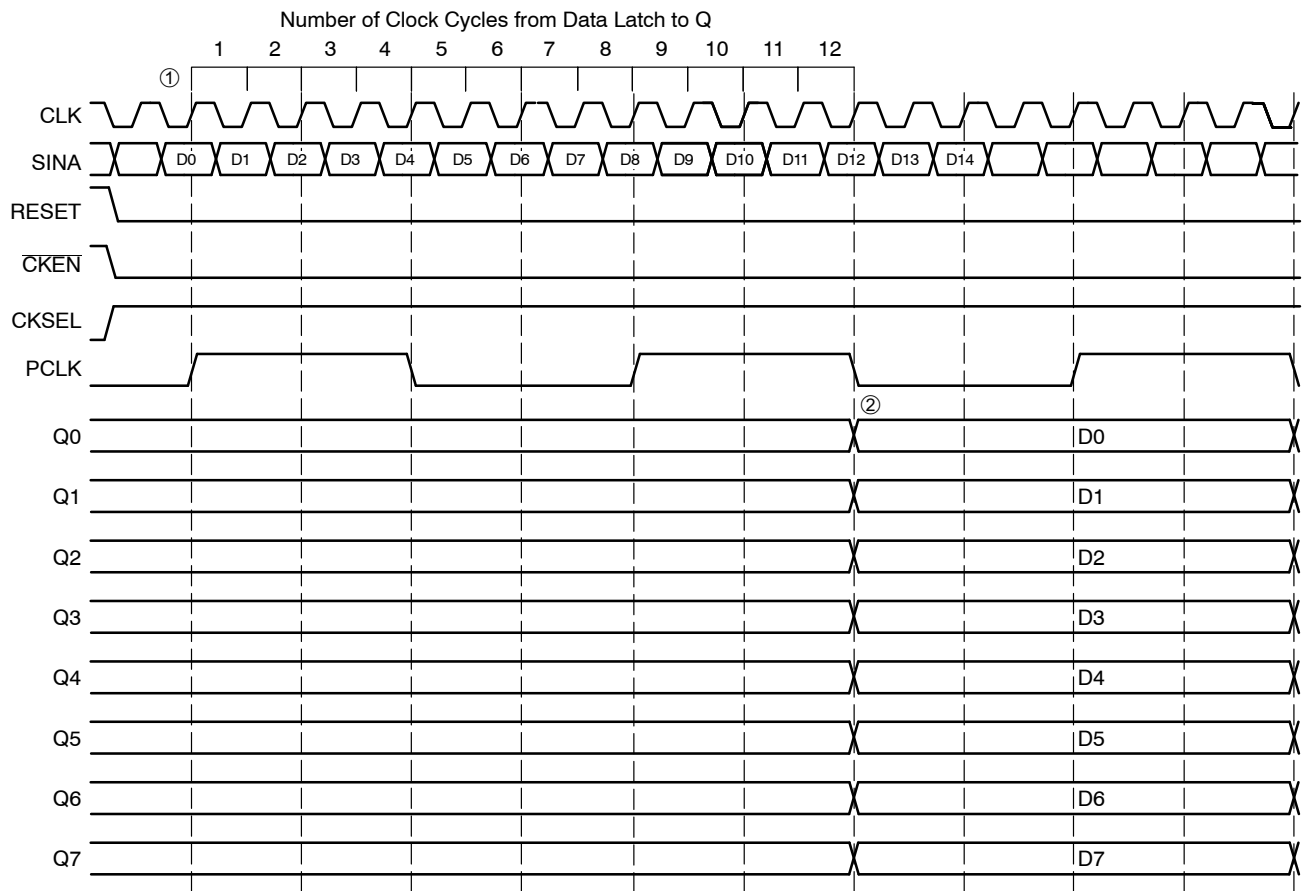 Number of Clock Cycles from Data Latch to Q
1 2 3 4 5 6 7 8 9 10 11 12
①
CLK
SINA D0 D1 D2 D3 D4 D5 D6 D7 D8 D9 D10 D11 D12 D13 D14
RESET
CKEN
CKSEL
PCLK
②
Q0 D0
Q1 D1
Q2 D2
Q3 D3
Q4 D4
Q5 D5
Q6 D6
Q7 D7